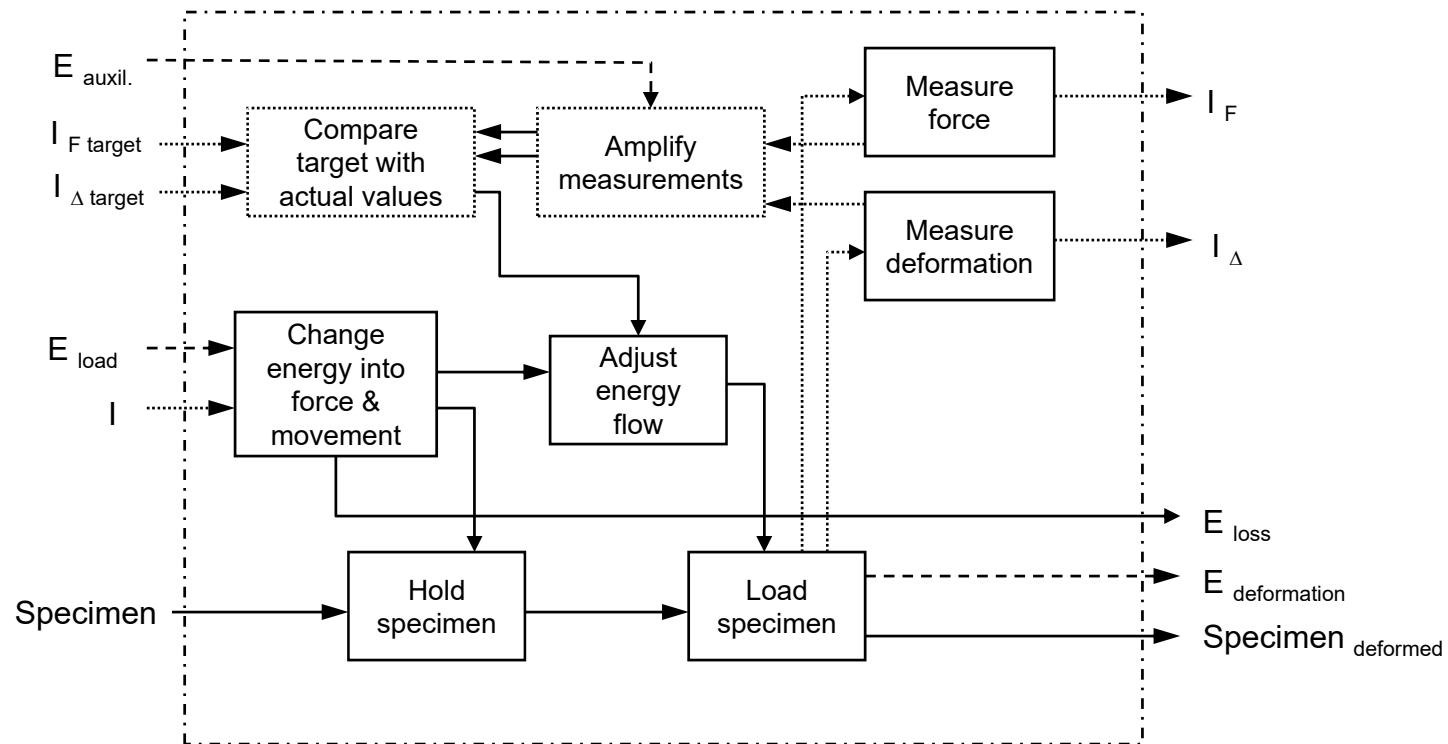 E auxil.
I F target
I Δ target
Compare
target with
actual values
Amplify
measurements
Measure
force
I F
Measure
deformation
I Δ
E load
I
Change
energy into
force &
movement
Adjust
energy
flow
E loss
Specimen
Hold
specimen
Load
specimen
E deformation
Specimen deformed